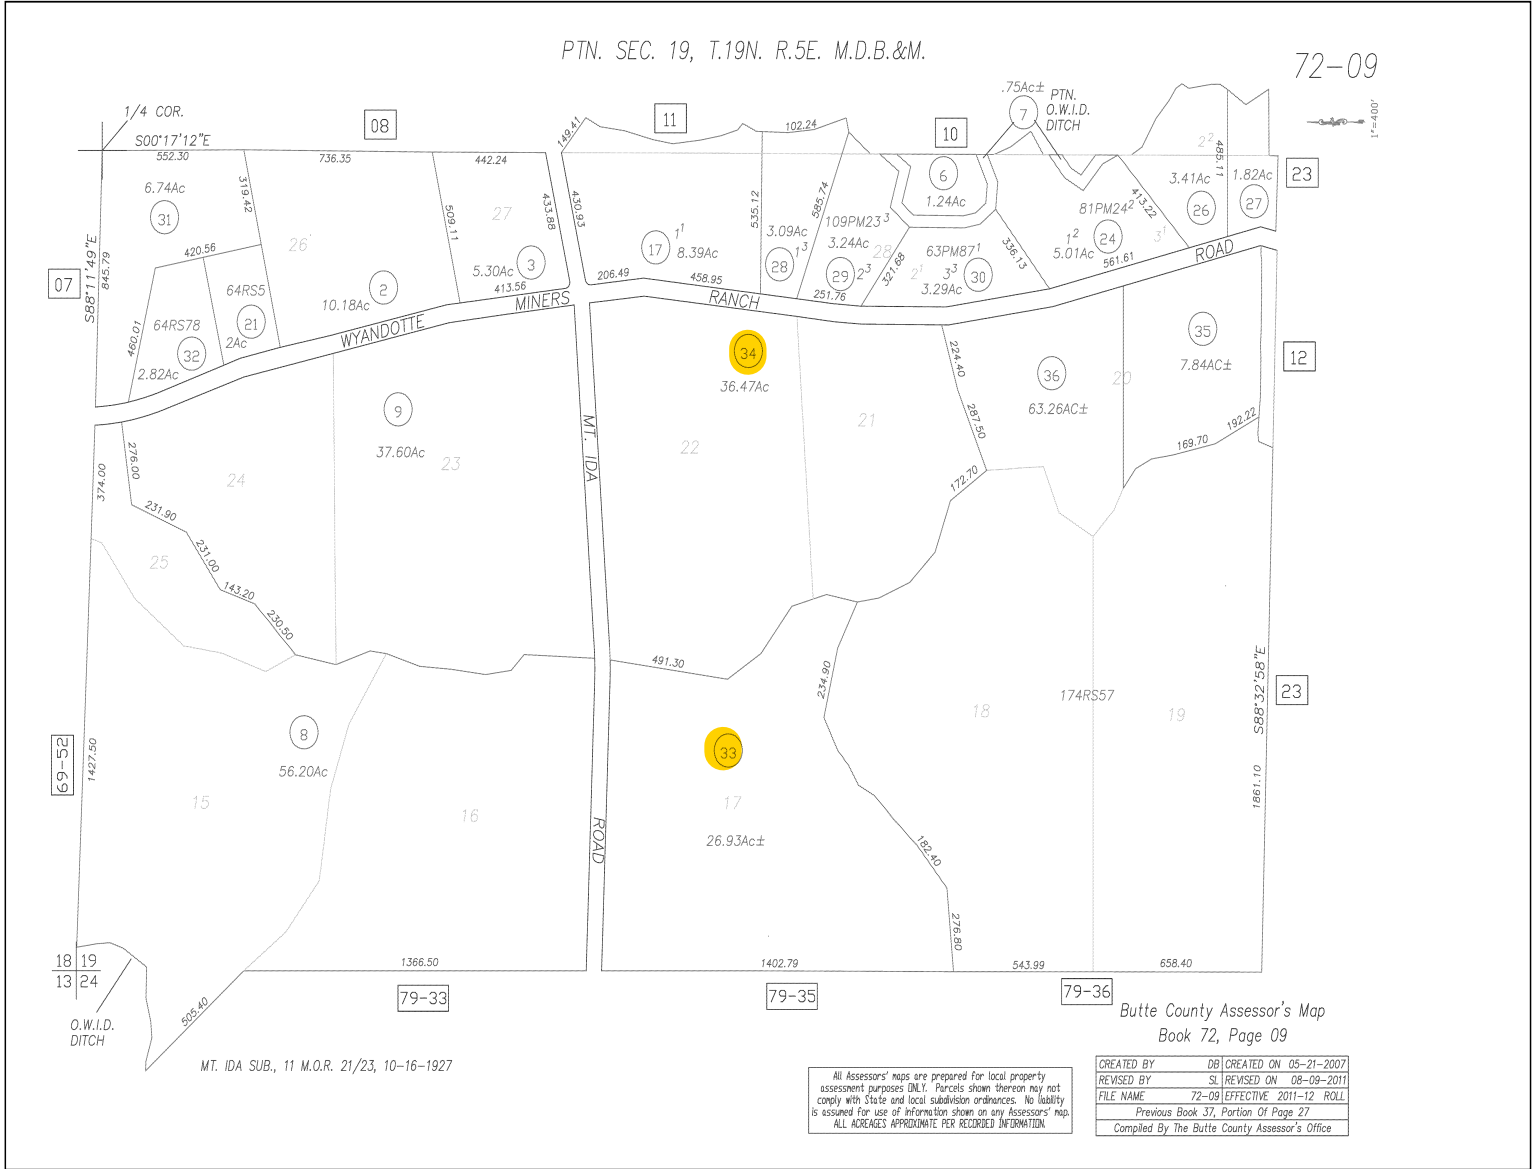 PTN. SEC. 19, T.19N. R.5E. M.D.B.&M.
72-09
1"=400'
1/4 COR.
S00°17'12"E
08
11
10
.75Ac±
7
PTN.
O.W.I.D.
DITCH
23
552.30
736.35
442.24
149.41
102.24
6.74Ac
31
319.42
26
27
509.11
433.88
430.93
17
1¹
8.39Ac
535.12
3.09Ac
28
1³
585.74
109PM23³
3.24Ac
29
2³
28
6
1.24Ac
63PM87¹
2¹
3³
30
3.29Ac
321.68
336.13
81PM24²
1²
24
5.01Ac
561.61
413.22
3¹
2²
3.41Ac
26
485.11
1.82Ac
27
07
S88°11'49"E
845.79
420.56
460.01
64RS78
32
2.82Ac
64RS5
21
2Ac
2
10.18Ac
5.30Ac
3
413.56
206.49
458.95
251.76
WYANDOTTE
MINERS
RANCH
ROAD
12
34
36.47Ac
224.40
287.50
172.70
36
63.26AC±
20
35
7.84AC±
169.70
192.22
9
37.60Ac
MT. IDA
276.00
374.00
24
23
22
21
231.90
231.00
143.20
230.50
25
491.30
234.90
18
174RS57
19
S88°32'58"E
23
69-52
1427.50
8
56.20Ac
15
16
ROAD
33
17
26.93Ac±
182.40
276.80
1861.10
18 19
13 24
O.W.I.D.
DITCH
505.40
1366.50
1402.79
543.99
658.40
79-33
79-35
79-36
MT. IDA SUB., 11 M.O.R. 21/23, 10-16-1927
Butte County Assessor's Map
Book 72, Page 09
All Assessors' maps are prepared for local property
assessment purposes ONLY. Parcels shown thereon may not
comply with State and local subdivision ordinances. No liability
is assumed for use of information shown on any Assessors' map.
ALL ACREAGES APPROXIMATE PER RECORDED INFORMATION.
CREATED BY DB CREATED ON 05-21-2007
REVISED BY SL REVISED ON 08-09-2011
FILE NAME 72-09 EFFECTIVE 2011-12 ROLL
Previous Book 37, Portion Of Page 27
Compiled By The Butte County Assessor's Office